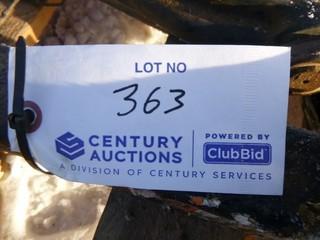 LOT NO
363
CENTURY AUCTIONS
POWERED BY
ClubBid
A DIVISION OF CENTURY SERVICES